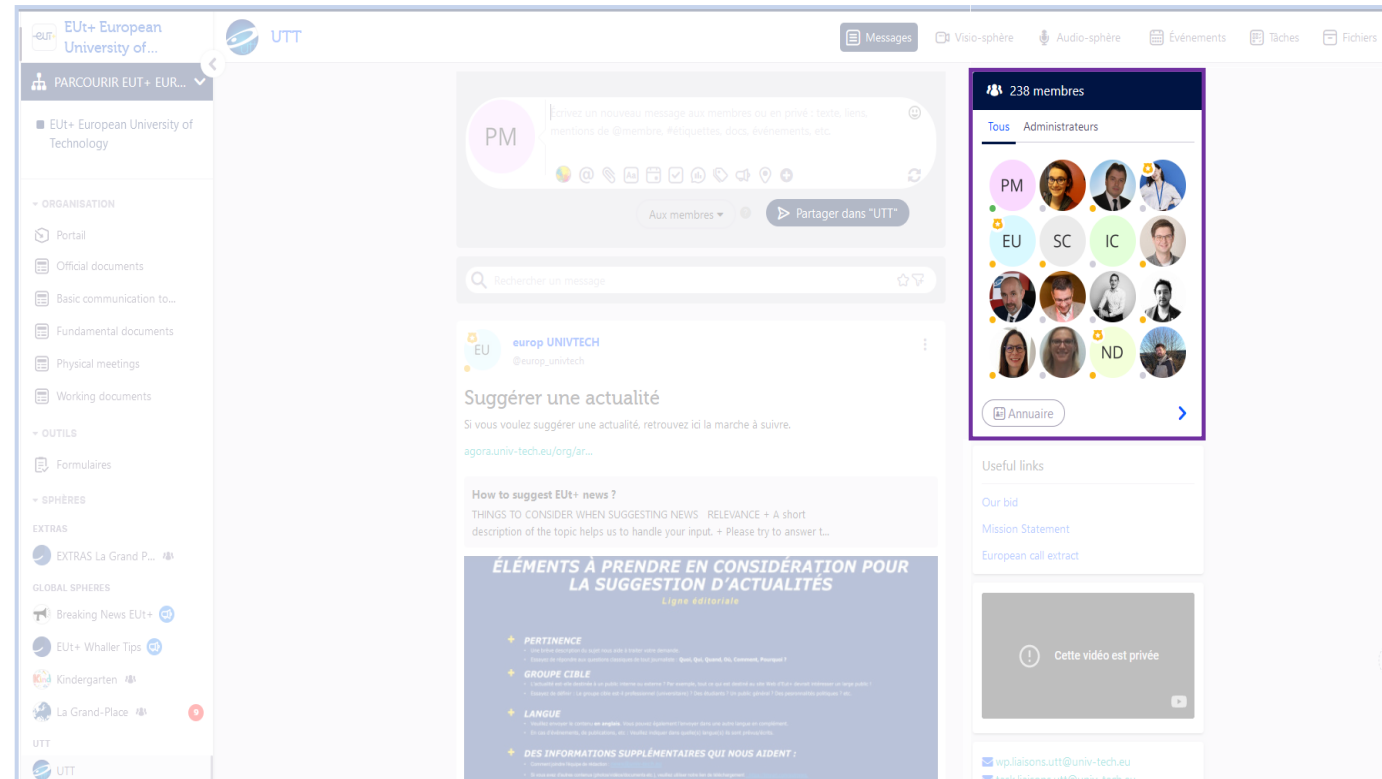 EUt+ European
University of...
UTT
Messages
Visio-sphère
Audio-sphère
Événements
Tâches
Fichiers
PARCOURIR EUT+ EUR...
EUt+ European University of
Technology
ORGANISATION
Portail
Official documents
Basic communication to...
Fundamental documents
Physical meetings
Working documents
OUTILS
Formulaires
SPHÈRES
EXTRAS
EXTRAS La Grand P...
GLOBAL SPHERES
Breaking News EUt+
EUt+ Whaller Tips
Kindergarten
La Grand-Place 9
UTT
UTT
PM
Écrivez un nouveau message aux membres ou en privé : texte, liens,
mentions de @membre, #étiquettes, docs, événements, etc.
Aux membres
Partager dans "UTT"
Rechercher un message
EU
europ UNIVTECH
@europ_univtech
Suggérer une actualité
Si vous voulez suggérer une actualité, retrouvez ici la marche à suivre.
agora.univ-tech.eu/org/ar...
How to suggest EUt+ news ?
THINGS TO CONSIDER WHEN SUGGESTING NEWS RELEVANCE + A short
description of the topic helps us to handle your input. + Please try to answer t...
ÉLÉMENTS À PRENDRE EN CONSIDÉRATION POUR
LA SUGGESTION D'ACTUALITÉS
Ligne éditoriale
+ PERTINENCE
+ GROUPE CIBLE
+ LANGUE
+ DES INFORMATIONS SUPPLÉMENTAIRES QUI NOUS AIDENT :
238 membres
Tous Administrateurs
PM
EU SC IC
ND
Annuaire
Useful links
Our bid
Mission Statement
European call extract
Cette vidéo est privée
wp.liaisons.utt@univ-tech.eu